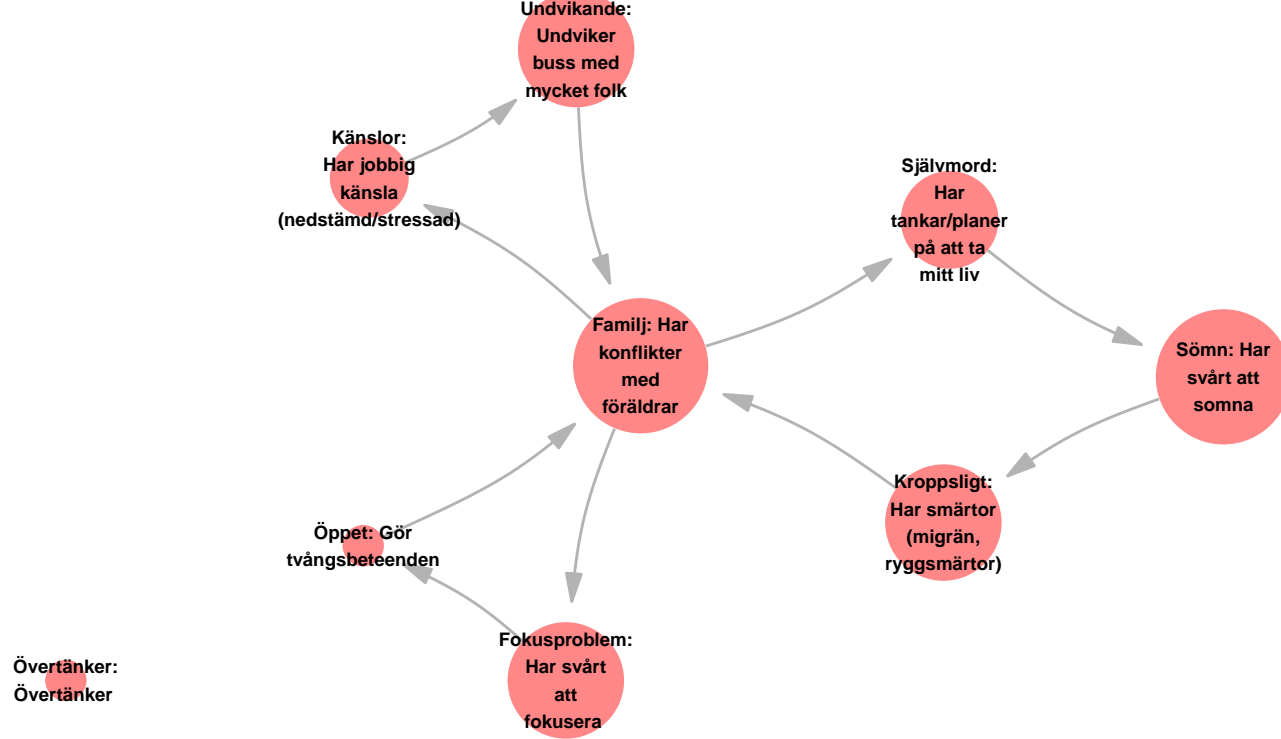 Undvikande:
Undviker
buss med
mycket folk
Känslor:
Har jobbig
känsla
(nedstämd/stressad)
Självmord:
Har
tankar/planer
på att ta
mitt liv
Familj: Har
konflikter
med
föräldrar
Sömn: Har
svårt att
somna
Kroppsligt:
Har smärtor
(migrän,
ryggsmärtor)
Öppet: Gör
tvångsbeteenden
Fokusproblem:
Har svårt
att
fokusera
Övertänker:
Övertänker